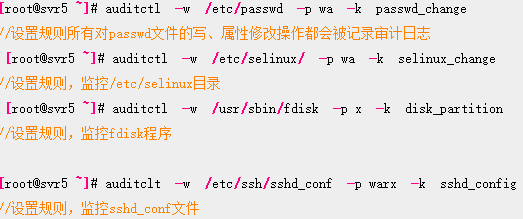 [root@svr5 ~]# auditctl -w /etc/passwd -p wa -k passwd_change
//设置规则所有对passwd文件的写、属性修改操作都会被记录审计日志
[root@svr5 ~]# auditctl -w /etc/selinux/ -p wa -k selinux_change
//设置规则，监控/etc/selinux目录
[root@svr5 ~]# auditctl -w /usr/sbin/fdisk -p x -k disk_partition
//设置规则，监控fdisk程序
[root@svr5 ~]# auditclt -w /etc/ssh/sshd_conf -p warx -k sshd_config
//设置规则，监控sshd_conf文件